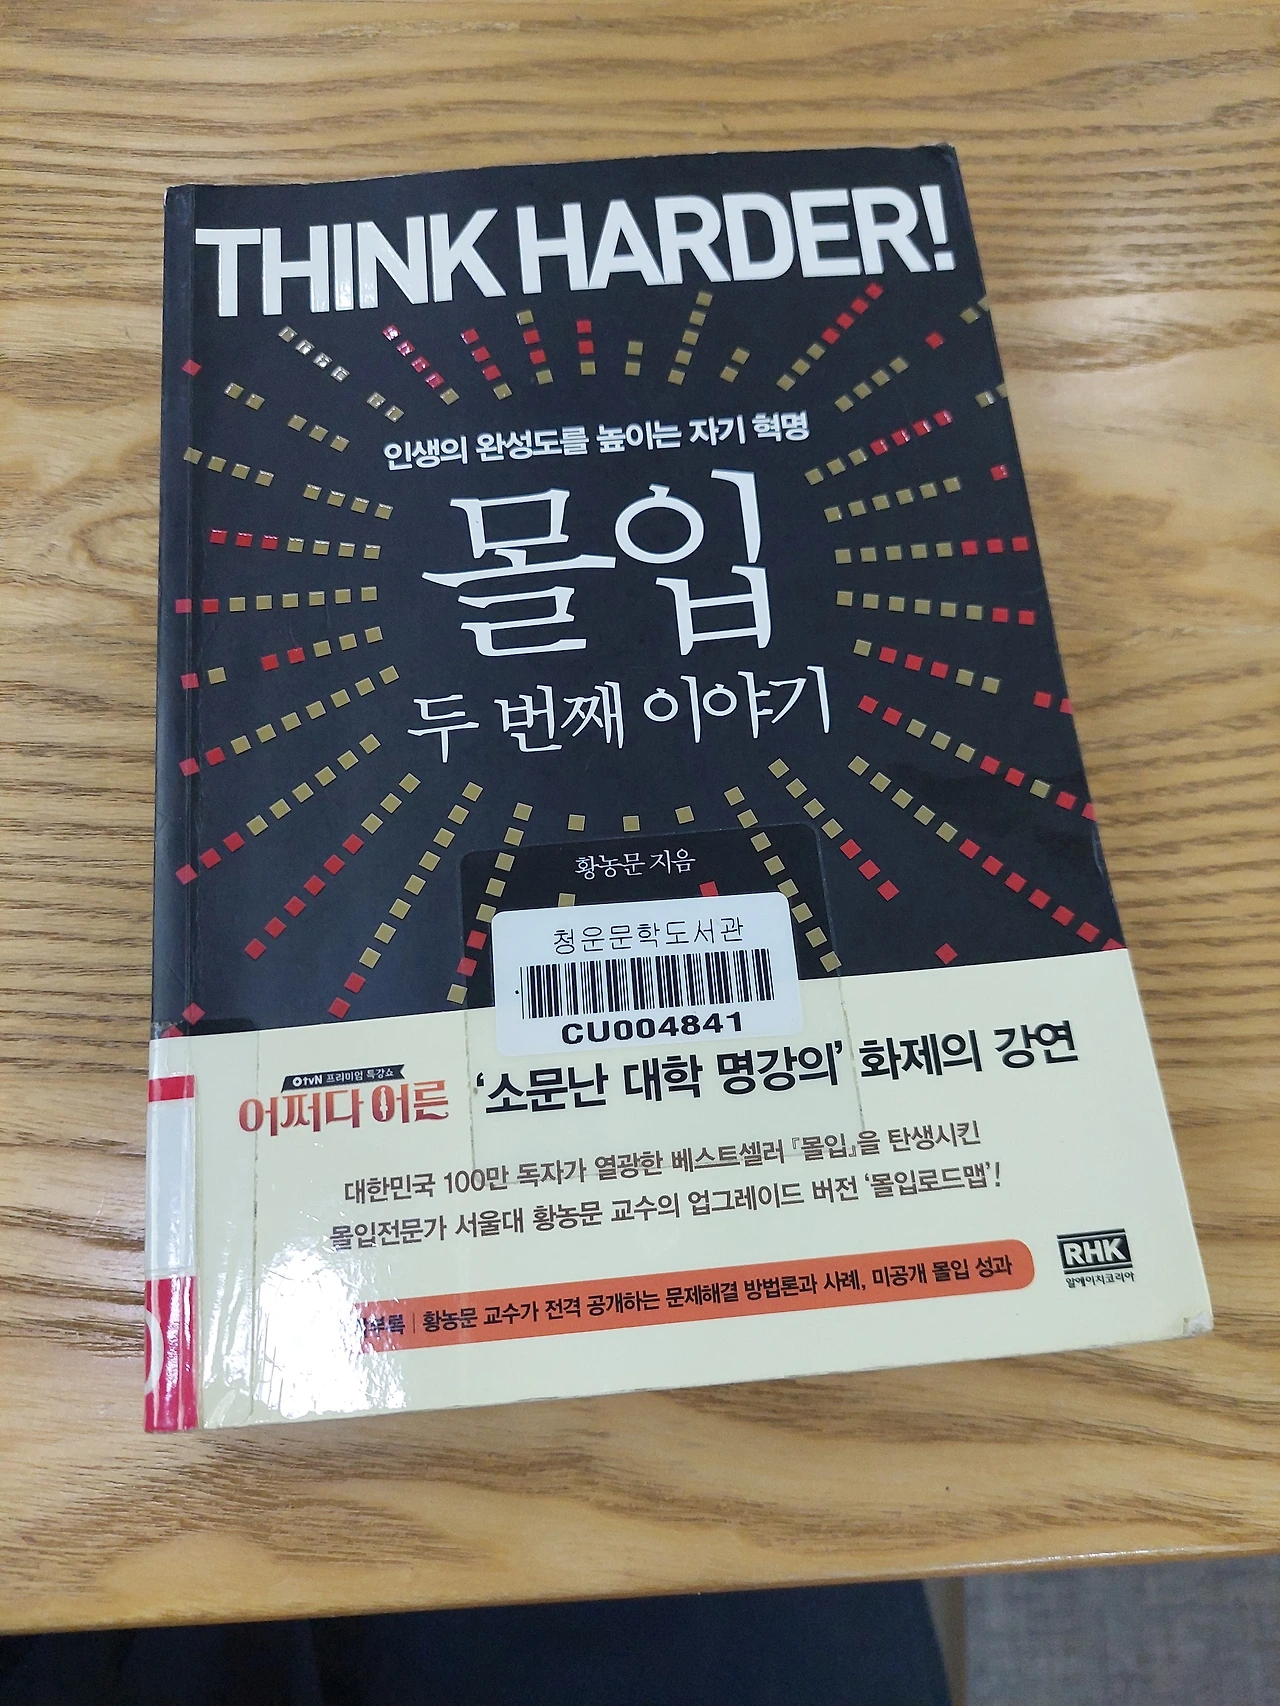 THINK HARDER!
인생의 완성도를 높이는 자기 혁명
몰입
두 번째 이야기
황농문 지음
청운문학도서관
CU004841
OtvN 프리미엄 특강쇼
어쩌다 어른 '소문난 대학 명강의' 화제의 강연
대한민국 100만 독자가 열광한 베스트셀러 『몰입』을 탄생시킨
몰입전문가 서울대 황농문 교수의 업그레이드 버전 '몰입로드맵'!
부록 | 황농문 교수가 전격 공개하는 문제해결 방법론과 사례, 미공개 몰입 성과
RHK
알에이치코리아